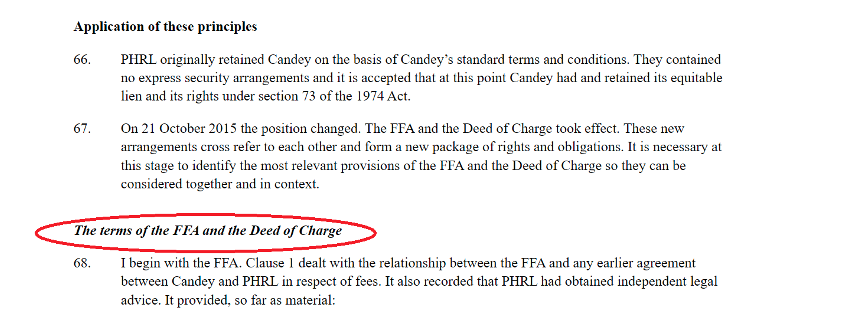 Application of these principles
66. PHRL originally retained Candey on the basis of Candey's standard terms and conditions. They contained
no express security arrangements and it is accepted that at this point Candey had and retained its equitable
lien and its rights under section 73 of the 1974 Act.
67. On 21 October 2015 the position changed. The FFA and the Deed of Charge took effect. These new
arrangements cross refer to each other and form a new package of rights and obligations. It is necessary at
this stage to identify the most relevant provisions of the FFA and the Deed of Charge so they can be
considered together and in context.
The terms of the FFA and the Deed of Charge
68. I begin with the FFA. Clause 1 dealt with the relationship between the FFA and any earlier agreement
between Candey and PHRL in respect of fees. It also recorded that PHRL had obtained independent legal
advice. It provided, so far as material: